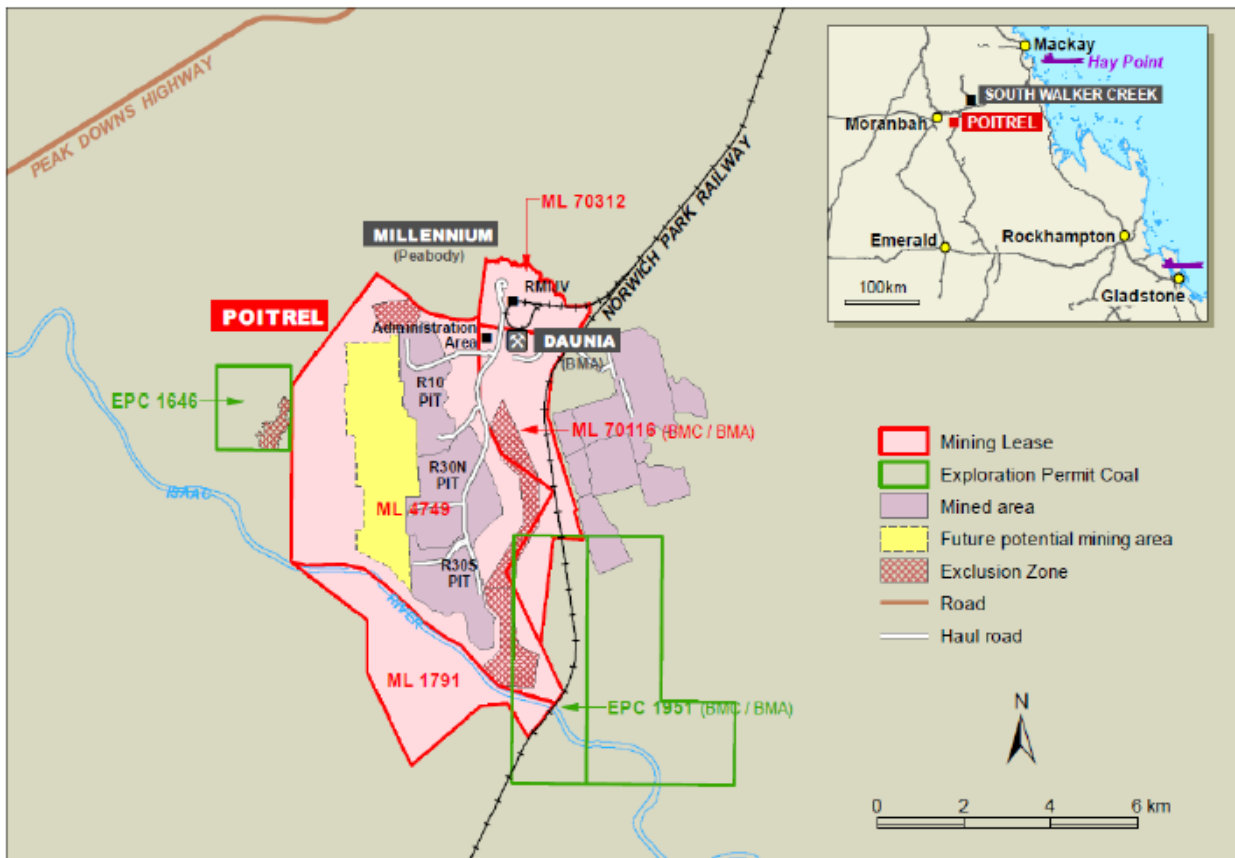 PEAK DOWNS HIGHWAY
NORWICH PARK RAILWAY
ML 70312
MILLENNIUM
(Peabody)
POITREL
Administration
Area
DAUNIA
(BMA)
EPC 1646
R10
PIT
ML 70116 (BMC / BMA)
R30N
PIT
ML 4749
R30S
PIT
ISAAC
RIVER
ML 1791
EPC 1951 (BMC / BMA)
Mackay
Hay Point
SOUTH WALKER CREEK
Moranbah
POITREL
Emerald
Rockhampton
Gladstone
100km
Mining Lease
Exploration Permit Coal
Mined area
Future potential mining area
Exclusion Zone
Road
Haul road
N
0 2 4 6 km